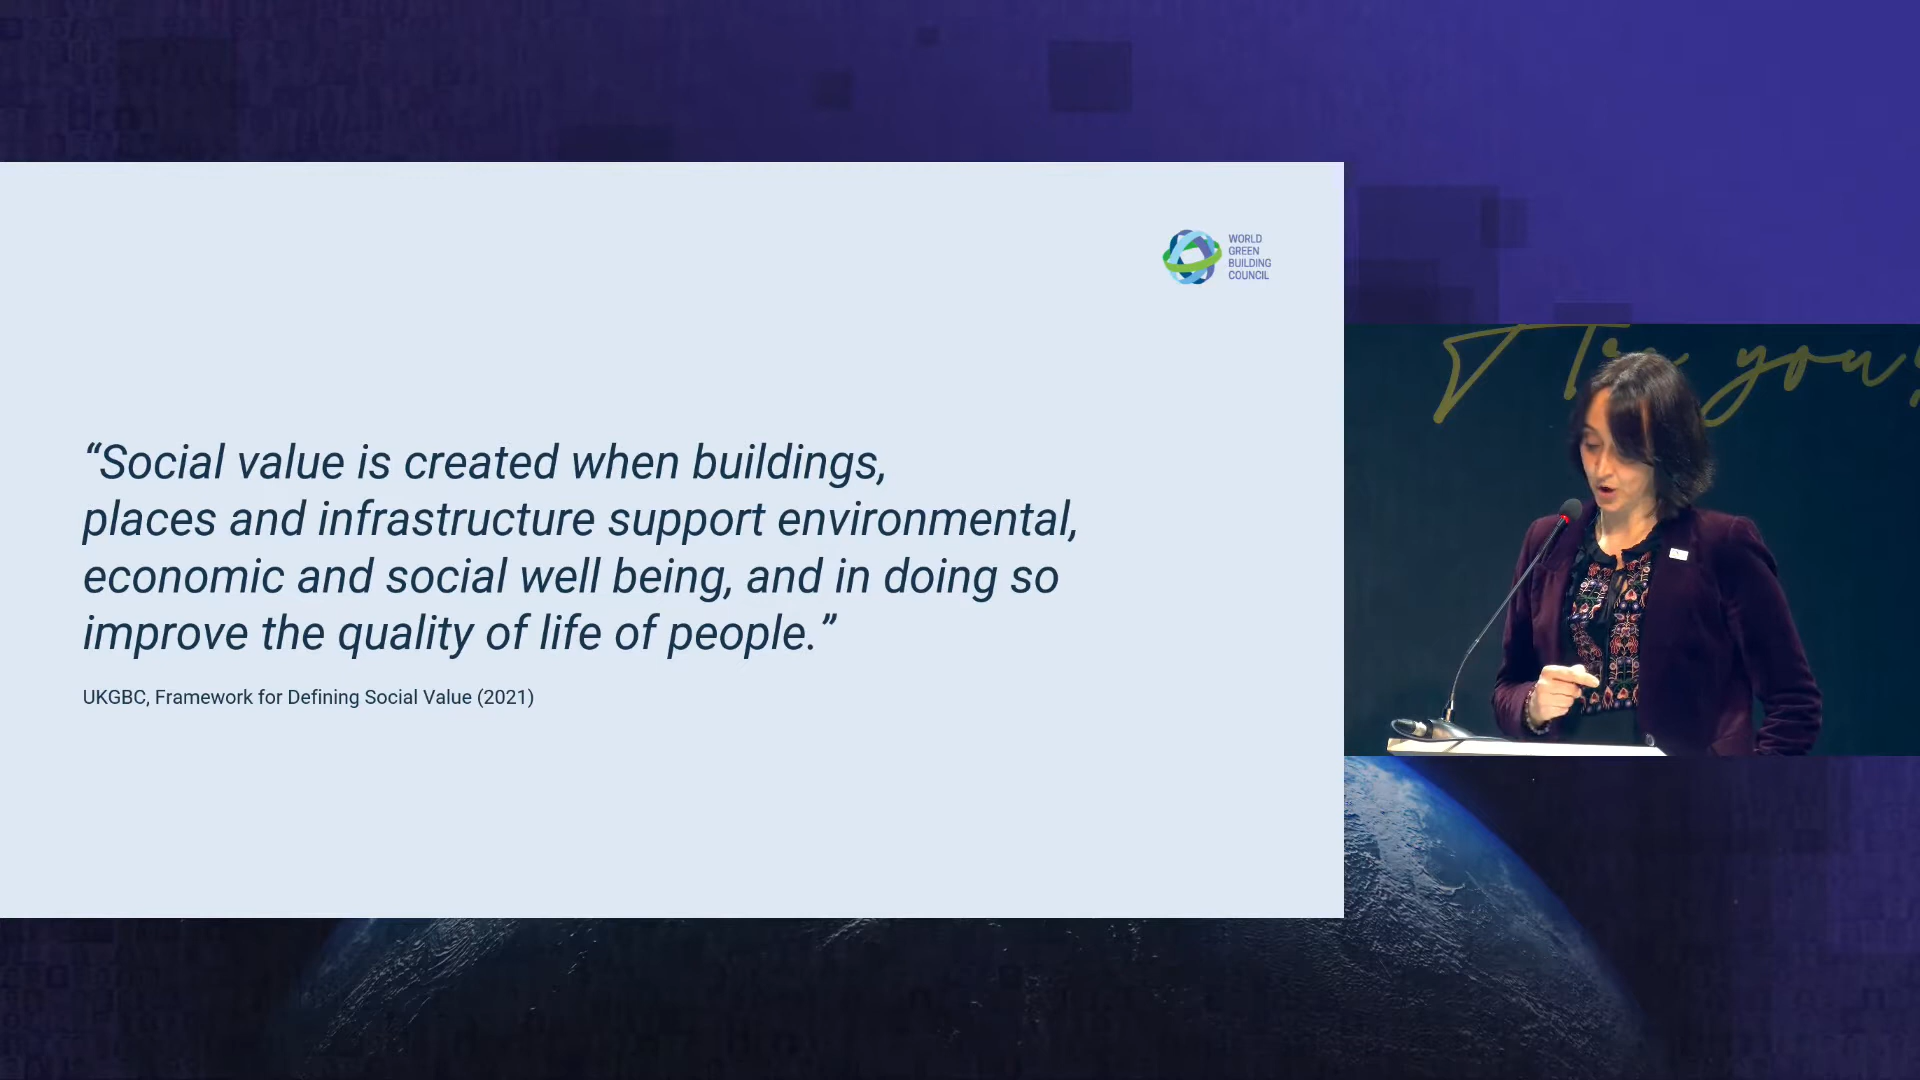 WORLD
GREEN
BUILDING
COUNCIL
“Social value is created when buildings,
places and infrastructure support environmental,
economic and social well being, and in doing so
improve the quality of life of people.”
UKGBC, Framework for Defining Social Value (2021)
you